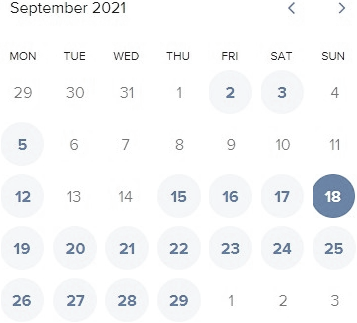 September 2021
MON TUE WED THU FRI SAT SUN
29 30 31 1 2 3 4
5 6 7 8 9 10 11
12 13 14 15 16 17 18
19 20 21 22 23 24 25
26 27 28 29 1 2 3